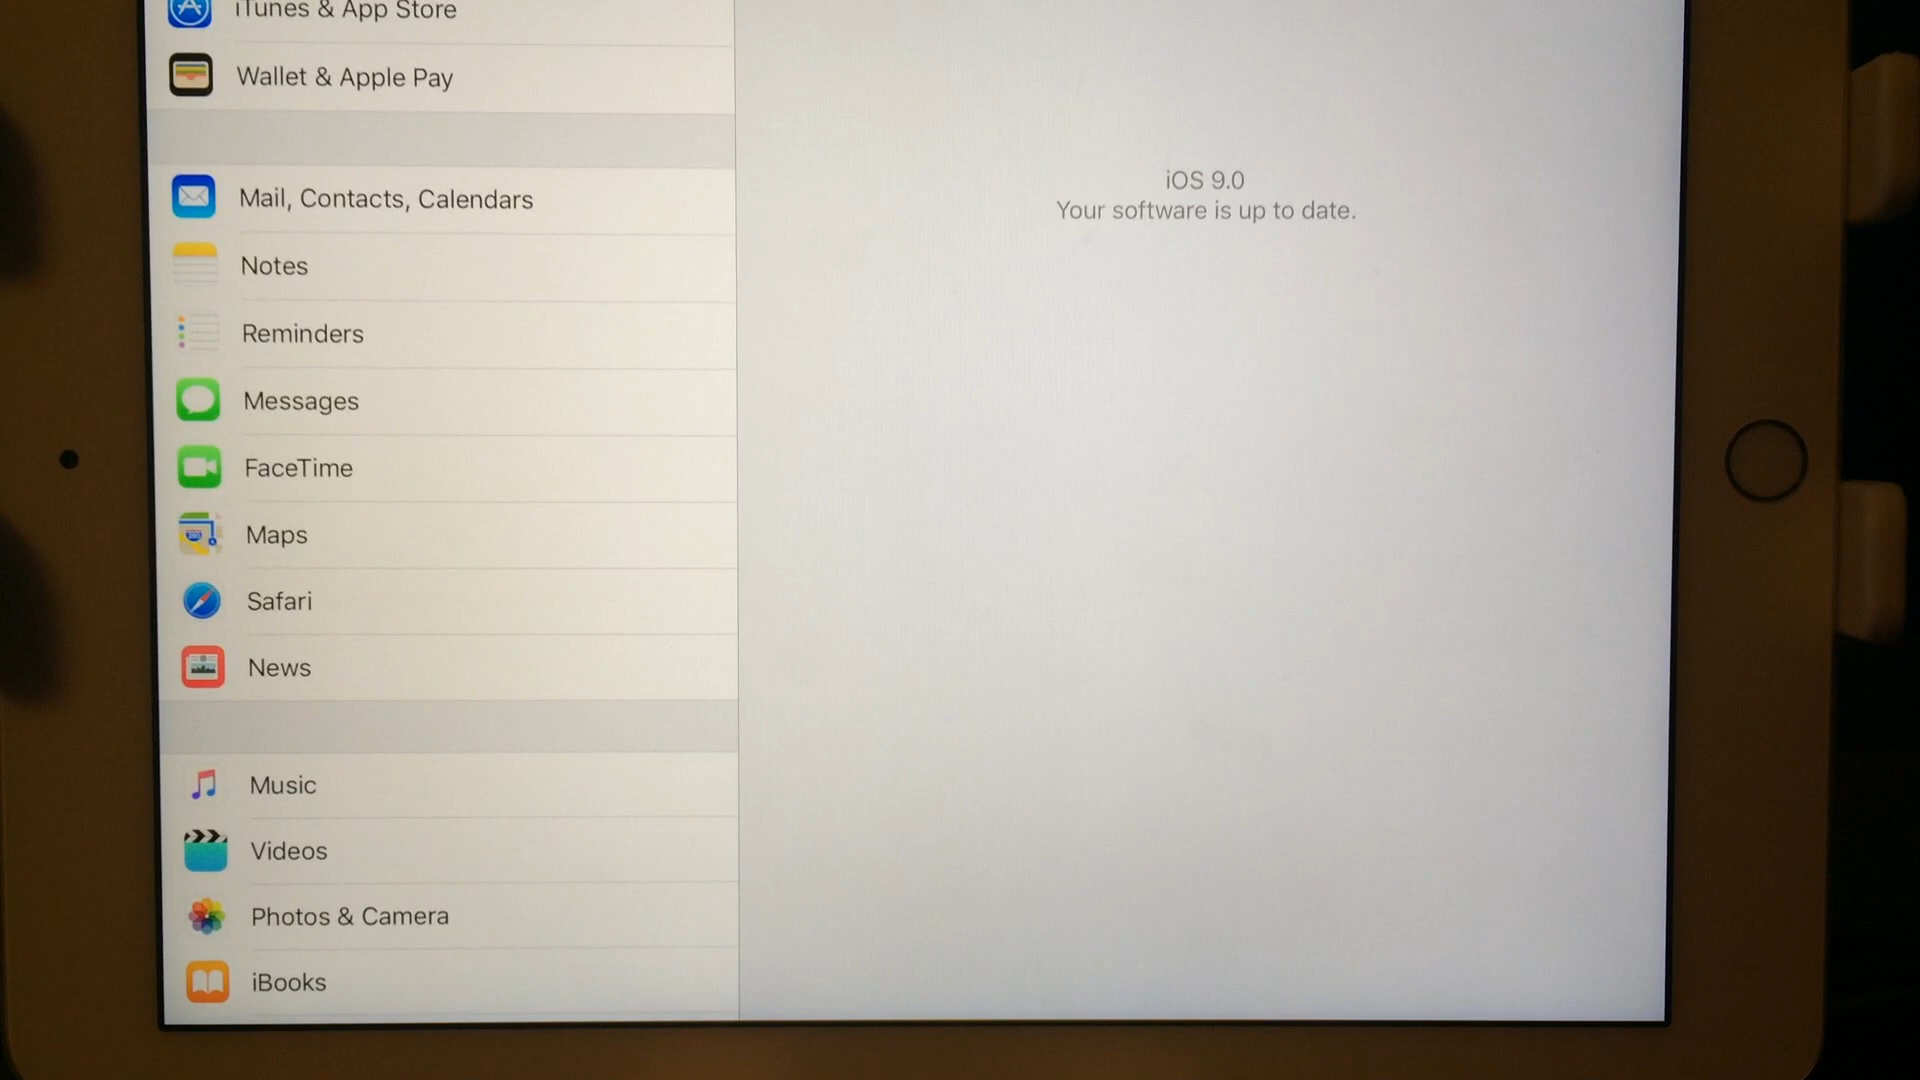 iTunes & App Store
Wallet & Apple Pay
Mail, Contacts, Calendars
Notes
Reminders
Messages
FaceTime
Maps
Safari
News
Music
Videos
Photos & Camera
iBooks
iOS 9.0
Your software is up to date.